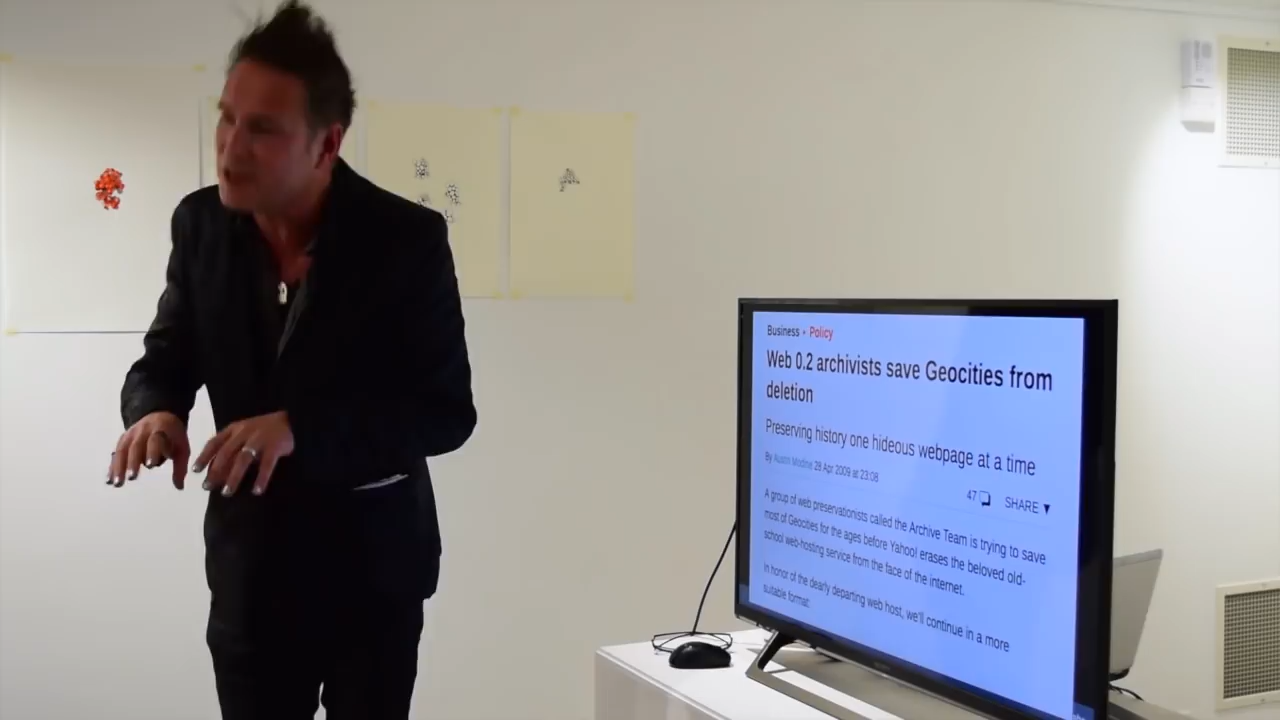 Business • Policy
Web 0.2 archivists save Geocities from
deletion
Preserving history one hideous webpage at a time
By Austin Modine 28 Apr 2009 at 23:08
47 SHARE ▼
A group of web preservationists called the Archive Team is trying to save
most of Geocities for the ages before Yahoo! erases the beloved old-
school web-hosting service from the face of the internet.
In honor of the dearly departing web host, we'll continue in a more
suitable format: